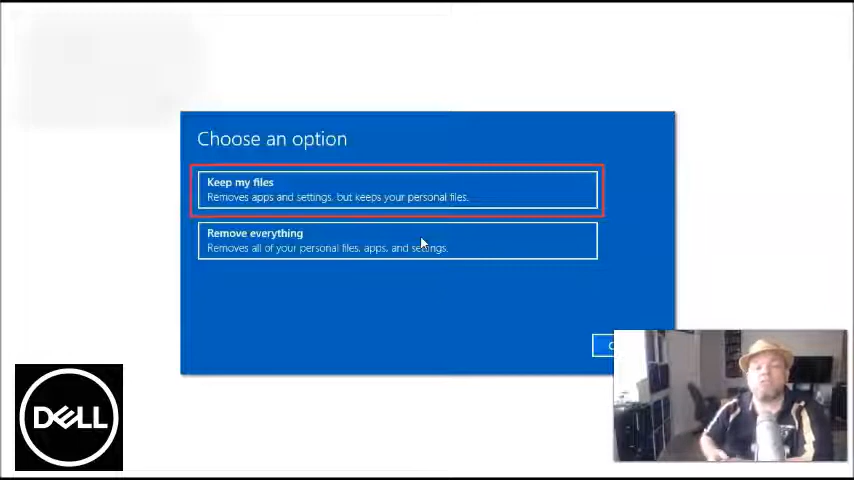 Choose an option
Keep my files
Removes apps and settings, but keeps your personal files.
Remove everything
Removes all of your personal files, apps, and settings.
DELL